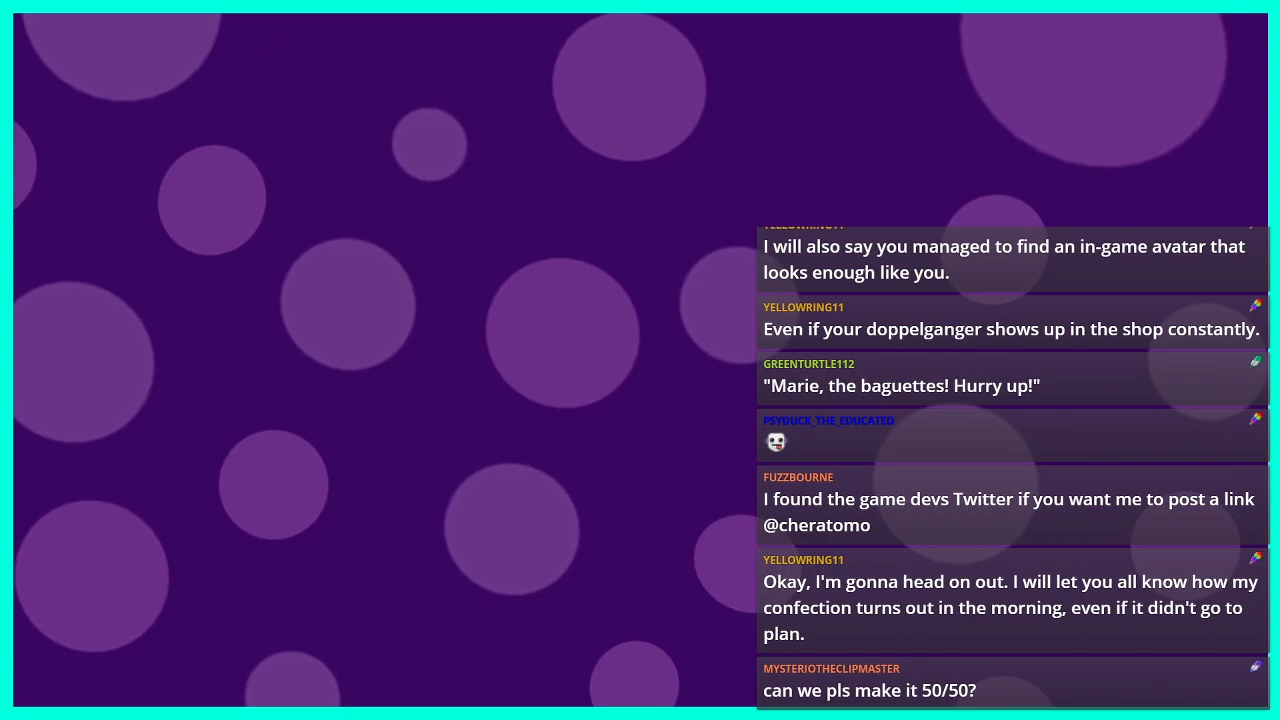 YELLOWRING11
I will also say you managed to find an in-game avatar that
looks enough like you.
YELLOWRING11
Even if your doppelganger shows up in the shop constantly.
GREENTURTLE112
"Marie, the baguettes! Hurry up!"
PSYDUCK_THE_EDUCATED
FUZZBOURNE
I found the game devs Twitter if you want me to post a link
@cheratomo
YELLOWRING11
Okay, I'm gonna head on out. I will let you all know how my
confection turns out in the morning, even if it didn't go to
plan.
MYSTERIOTHECLIPMASTER
can we pls make it 50/50?